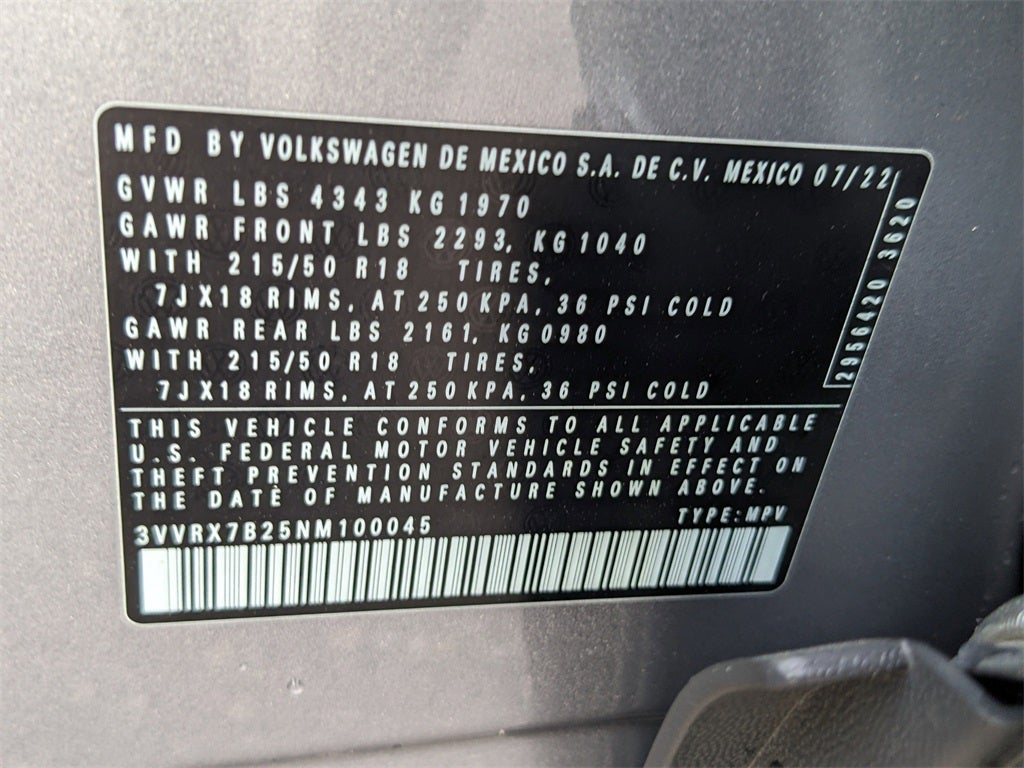 MFD BY VOLKSWAGEN DE MEXICO S.A. DE C.V. MEXICO 07/22
GVWR LBS 4343 KG 1970
GAWR FRONT LBS 2293, KG 1040
WITH 215/50 R18 TIRES,
7JX18 RIMS, AT 250 KPA, 36 PSI COLD
GAWR REAR LBS 2161, KG 0980
WITH 215/50 R18 TIRES,
7JX18 RIMS, AT 250 KPA, 36 PSI COLD
2956420 3620
THIS VEHICLE CONFORMS TO ALL APPLICABLE
U.S. FEDERAL MOTOR VEHICLE SAFETY AND
THEFT PREVENTION STANDARDS IN EFFECT ON
THE DATE OF MANUFACTURE SHOWN ABOVE.
3VVRX7B25NM100045 TYPE: MPV